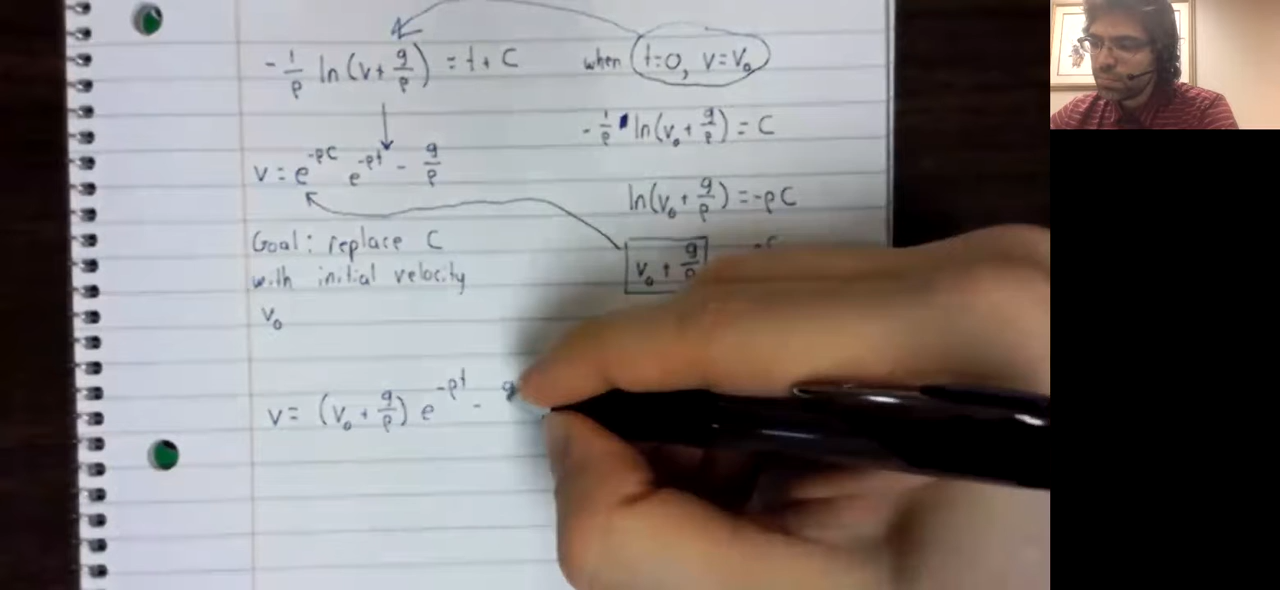 -1/ρ ln(v + g/ρ) = t + C
v = e^-ρC e^-ρt - g/ρ
Goal: replace C
with initial velocity
v₀
v = (v₀ + g/ρ) e^-ρt - g
when t=0, v=v₀
-1/ρ ln(v₀ + g/ρ) = C
ln(v₀ + g/ρ) = -ρC
v₀ + g/ρ